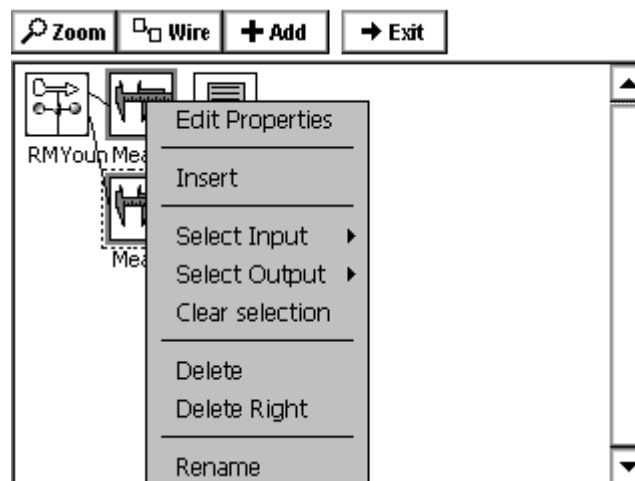 Zoom Wire Add Exit
RMYoun Mea
Mea
Edit Properties
Insert
Select Input
Select Output
Clear selection
Delete
Delete Right
Rename